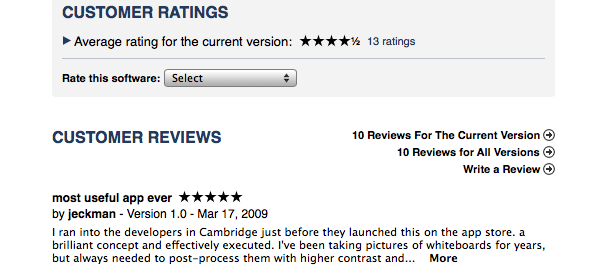 CUSTOMER RATINGS
Average rating for the current version: ★★★★½ 13 ratings
Rate this software: Select
CUSTOMER REVIEWS
10 Reviews For The Current Version
10 Reviews for All Versions
Write a Review
most useful app ever ★★★★★
by jeckman - Version 1.0 - Mar 17, 2009
I ran into the developers in Cambridge just before they launched this on the app store. a
brilliant concept and effectively executed. I've been taking pictures of whiteboards for years,
but always needed to post-process them with higher contrast and... More